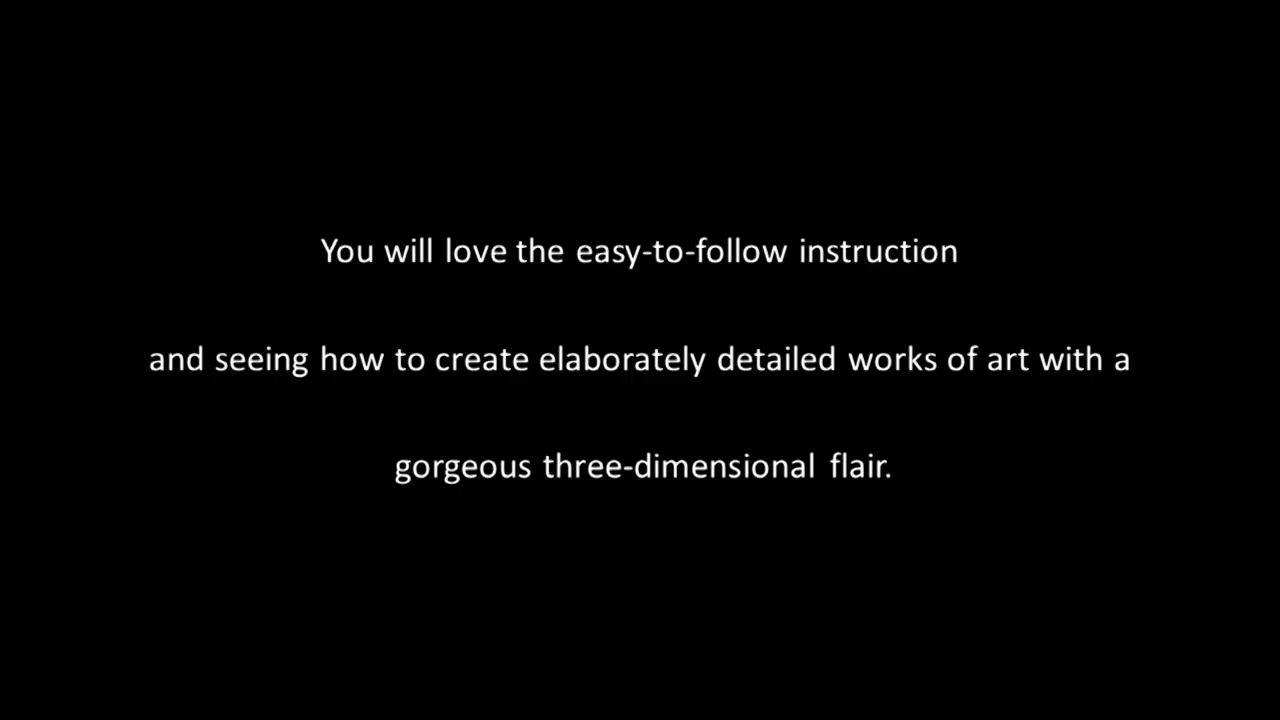 You will love the easy-to-follow instruction
and seeing how to create elaborately detailed works of art with a
gorgeous three-dimensional flair.